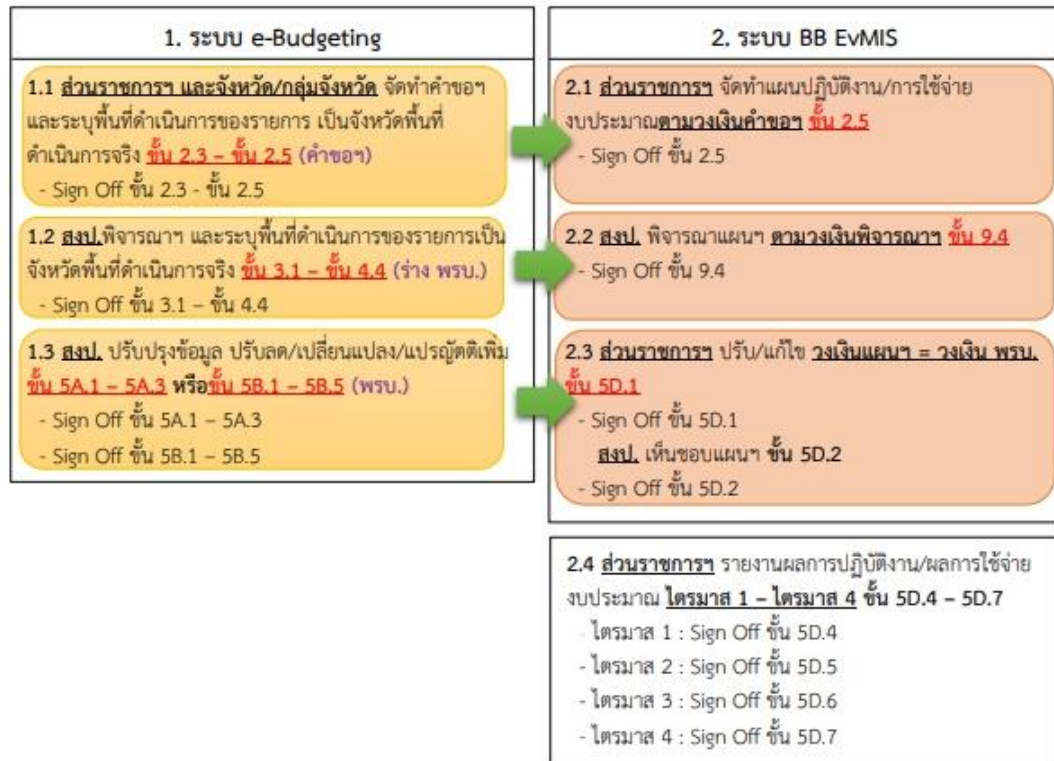 1. ระบบ e-Budgeting
1.1 ส่วนราชการฯ และจังหวัด/กลุ่มจังหวัด จัดทำคำขอฯ
และระบุพื้นที่ดำเนินการของรายการ เป็นจังหวัดพื้นที่
ดำเนินการจริง ขั้น 2.3 – ขั้น 2.5 (คำขอฯ)
- Sign Off ขั้น 2.3 - ขั้น 2.5
1.2 สงป.พิจารณาฯ และระบุพื้นที่ดำเนินการของรายการเป็น
จังหวัดพื้นที่ดำเนินการจริง ขั้น 3.1 – ขั้น 4.4 (ร่าง พรบ.)
- Sign Off ขั้น 3.1 – ขั้น 4.4
1.3 สงป. ปรับปรุงข้อมูล ปรับลด/เปลี่ยนแปลง/แปรญัตติเพิ่ม
ขั้น 5A.1 – 5A.3 หรือขั้น 5B.1 – 5B.5 (พรบ.)
- Sign Off ขั้น 5A.1 – 5A.3
- Sign Off ขั้น 5B.1 – 5B.5
2. ระบบ BB EvMIS
2.1 ส่วนราชการฯ จัดทำแผนปฏิบัติงาน/การใช้จ่าย
งบประมาณตามวงเงินคำขอฯ ขั้น 2.5
- Sign Off ขั้น 2.5
2.2 สงป. พิจารณาแผนฯ ตามวงเงินพิจารณาฯ ขั้น 9.4
- Sign Off ขั้น 9.4
2.3 ส่วนราชการฯ ปรับ/แก้ไข วงเงินแผนฯ = วงเงิน พรบ.
ขั้น 5D.1
- Sign Off ขั้น 5D.1
สงป. เห็นชอบแผนฯ ขั้น 5D.2
- Sign Off ขั้น 5D.2
2.4 ส่วนราชการฯ รายงานผลการปฏิบัติงาน/ผลการใช้จ่าย
งบประมาณ ไตรมาส 1 – ไตรมาส 4 ขั้น 5D.4 – 5D.7
- ไตรมาส 1 : Sign Off ขั้น 5D.4
- ไตรมาส 2 : Sign Off ขั้น 5D.5
- ไตรมาส 3 : Sign Off ขั้น 5D.6
- ไตรมาส 4 : Sign Off ขั้น 5D.7